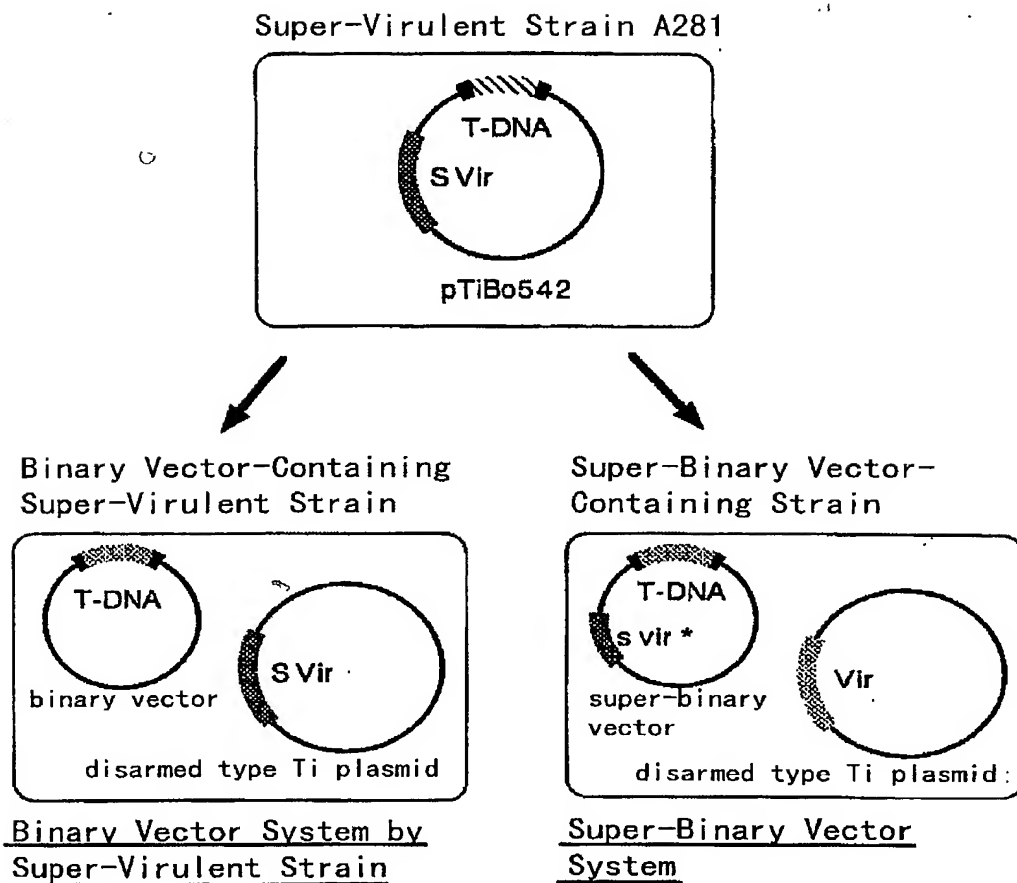 Super-Virulent Strain A281
T-DNA
S Vir
pTiBo542
Binary Vector-Containing
Super-Virulent Strain
T-DNA
binary vector
S Vir
disarmed type Ti plasmid
Binary Vector System by
Super-Virulent Strain
Super-Binary Vector-
Containing Strain
T-DNA
s vir *
super-binary
vector
Vir
disarmed type Ti plasmid
Super-Binary Vector
System